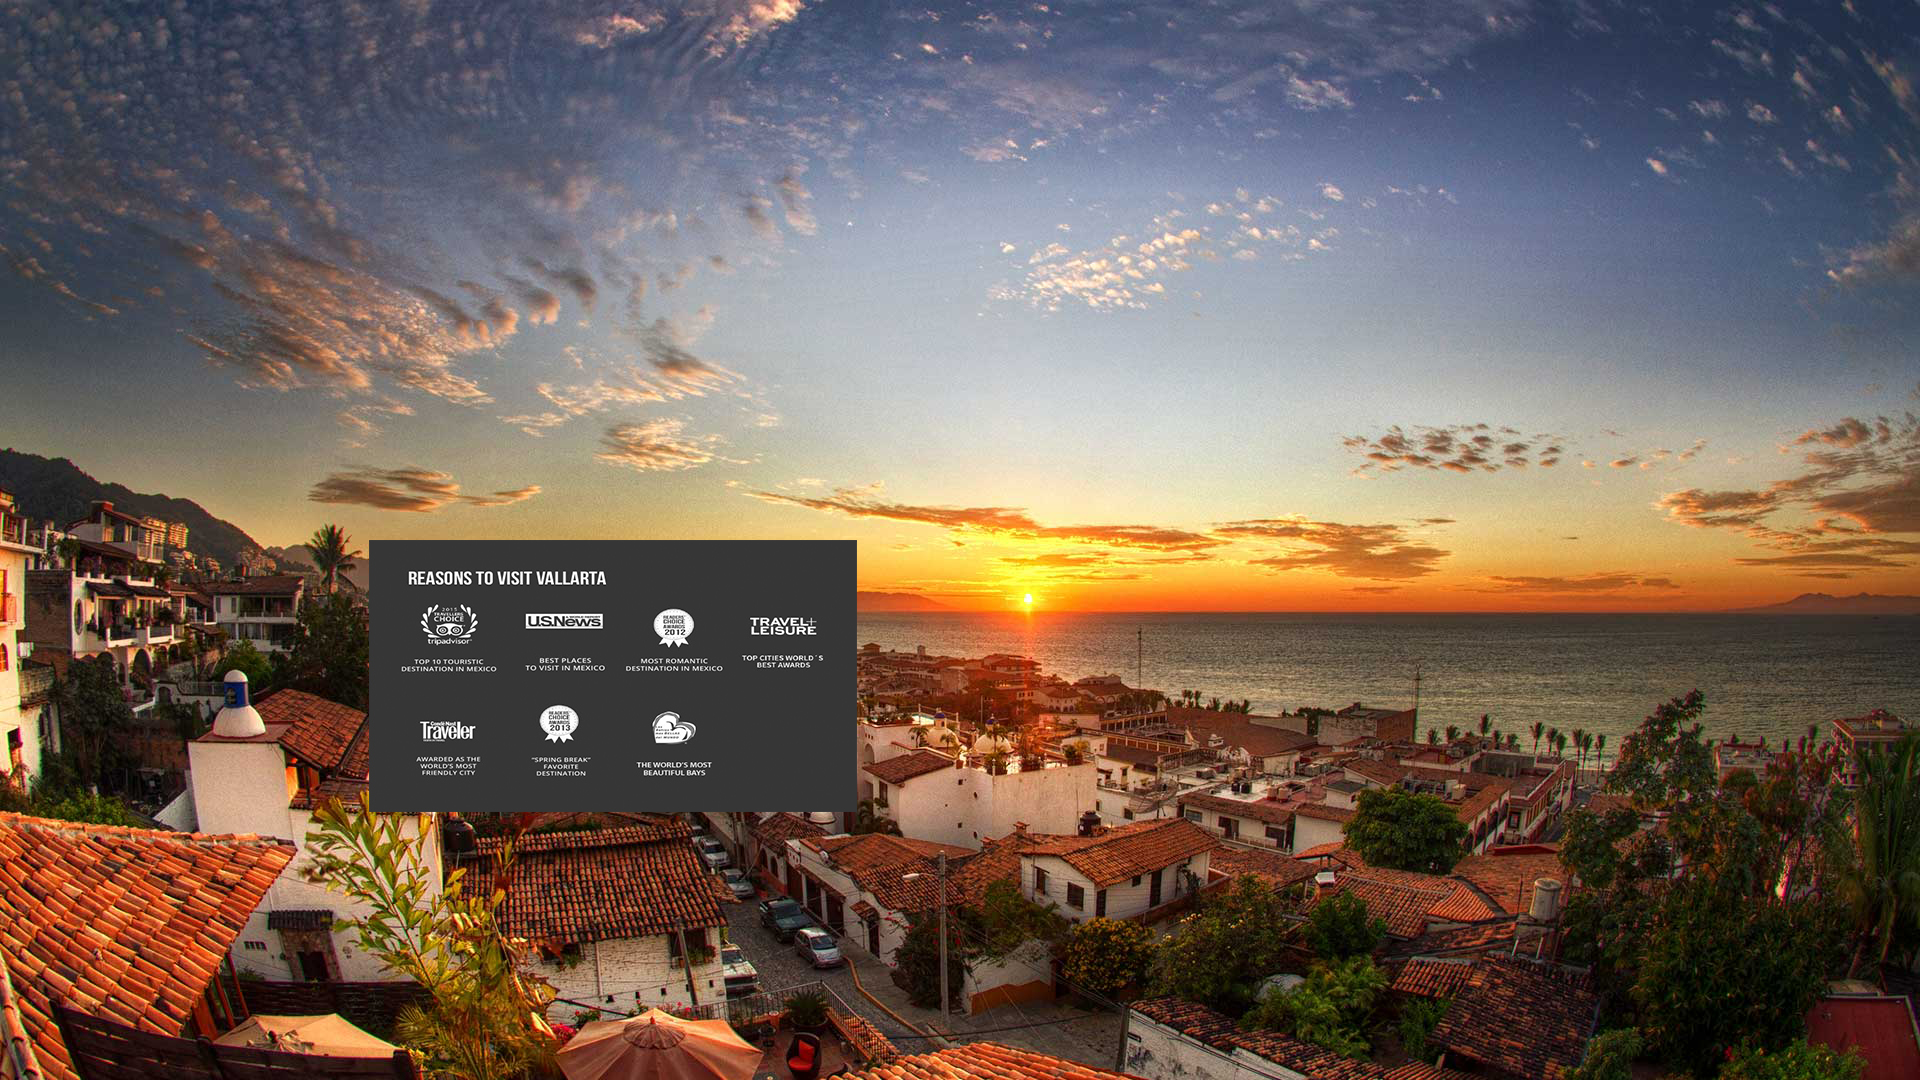 REASONS TO VISIT VALLARTA
2015
TRAVELLERS'
CHOICE
tripadvisor
TOP 10 TOURISTIC
DESTINATION IN MEXICO
U.S.News
BEST PLACES
TO VISIT IN MEXICO
READERS'
CHOICE
AWARDS
2012
MOST ROMANTIC
DESTINATION IN MEXICO
TRAVEL+
LEISURE
TOP CITIES WORLD´S
BEST AWARDS
Condé Nast
Traveler
AWARDED AS THE
WORLD'S MOST
FRIENDLY CITY
READERS'
CHOICE
AWARDS
2013
"SPRING BREAK"
FAVORITE
DESTINATION
THE WORLD'S MOST
BEAUTIFUL BAYS